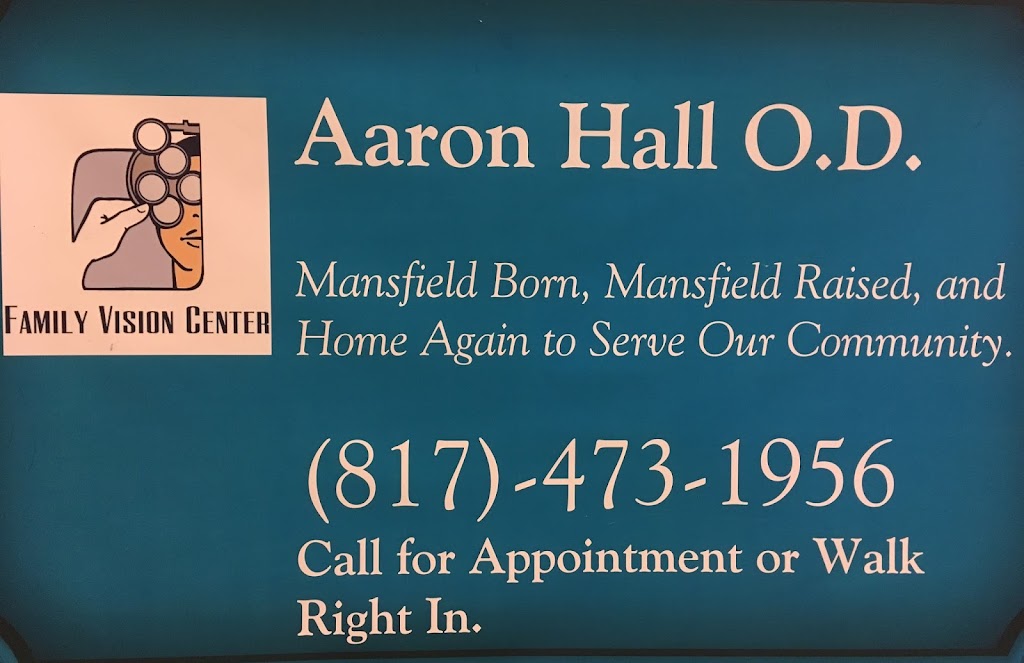 Aaron Hall O.D.
FAMILY VISION CENTER
Mansfield Born, Mansfield Raised, and
Home Again to Serve Our Community.
(817)-473-1956
Call for Appointment or Walk
Right In.